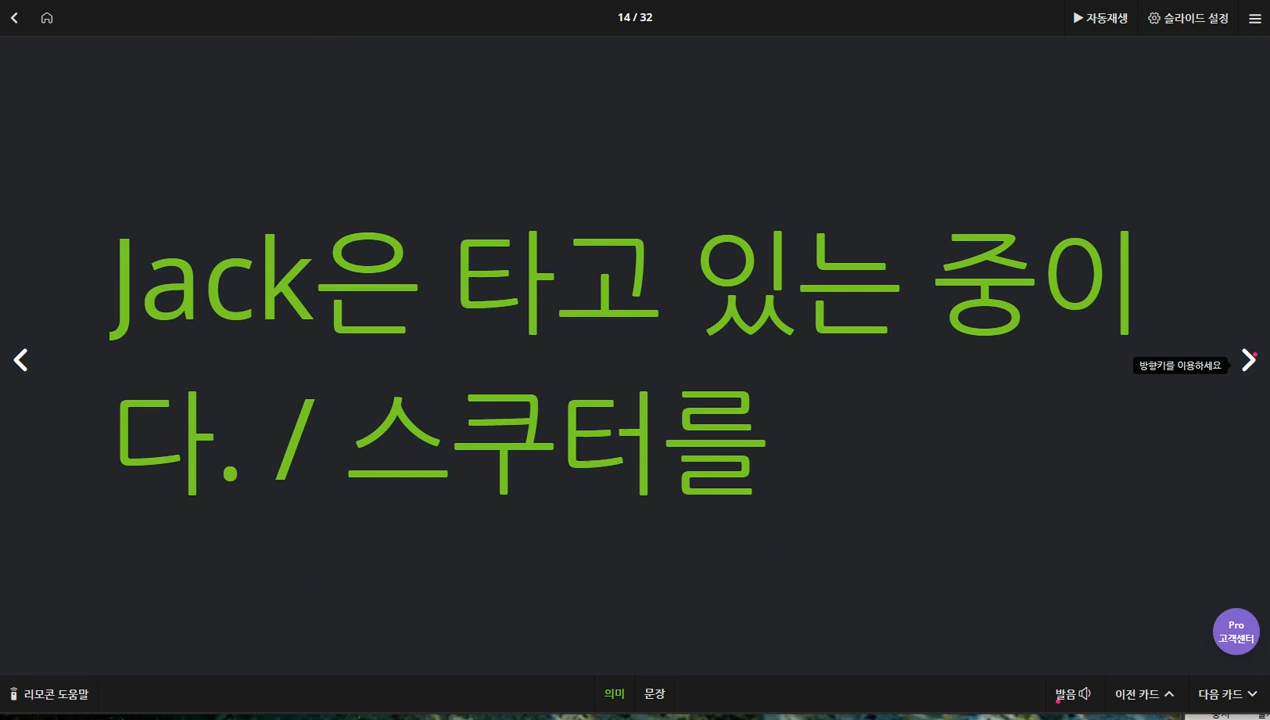 14 / 32
자동재생
슬라이드 설정
Jack은 타고 있는 중이
다. / 스쿠터를
방향키를 이용하세요
Pro
고객센터
리모콘 도움말
의미
문장
발음
이전 카드
다음 카드